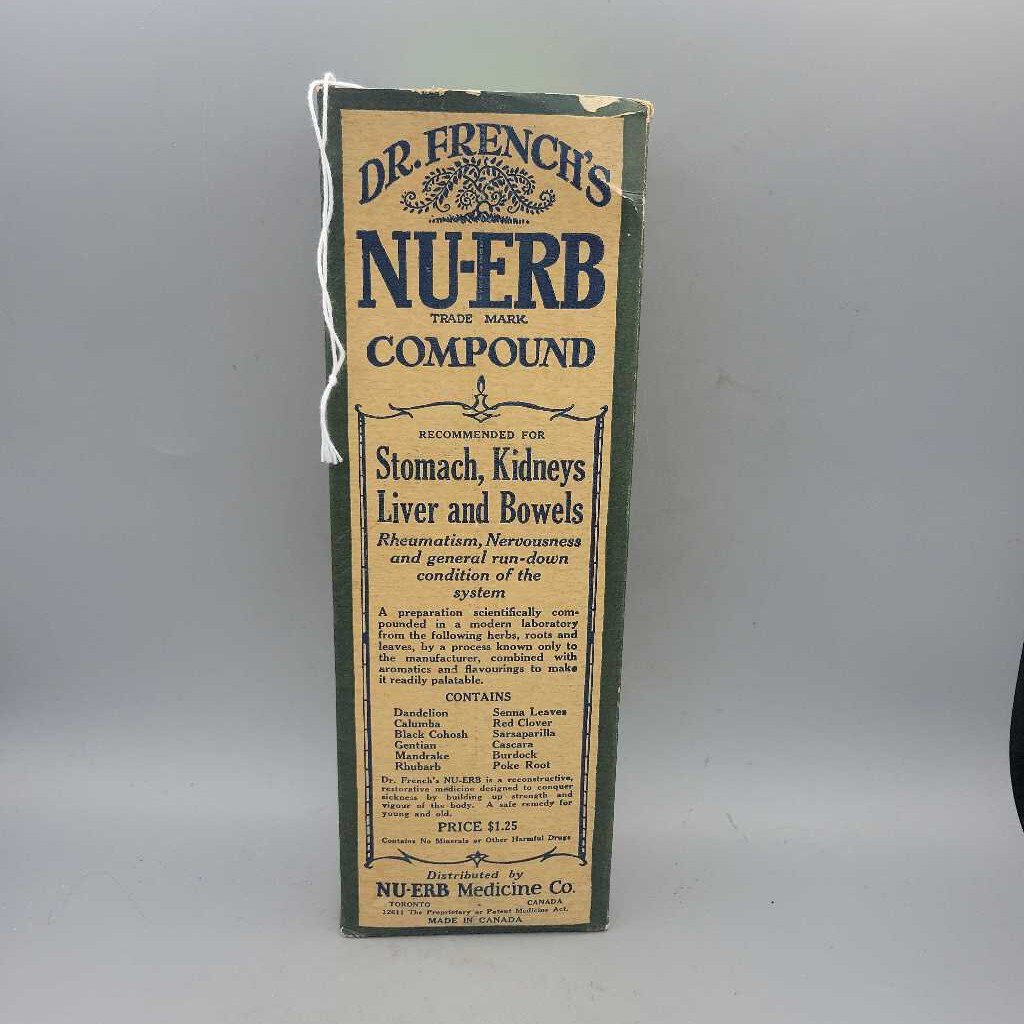 DR. FRENCH'S
NU-ERB
TRADE MARK
COMPOUND
RECOMMENDED FOR
Stomach, Kidneys
Liver and Bowels
Rheumatism, Nervousness
and general run-down
condition of the
system
A preparation scientifically com-
pounded in a modern laboratory
from the following herbs, roots and
leaves, by a process known only to
the manufacturer, combined with
aromatics and flavourings to make
it readily palatable.
CONTAINS
Dandelion Senna Leaves
Calumba Red Clover
Black Cohosh Sarsaparilla
Gentian Cascara
Mandrake Burdock
Rhubarb Poke Root
Dr. French's NU-ERB is a reconstructive,
restorative medicine designed to conquer
sickness by building up strength and
vigour of the body. A safe remedy for
young and old.
PRICE $1.25
Contains No Minerals or Other Harmful Drugs
Distributed by
NU-ERB Medicine Co.
TORONTO - CANADA
12611 The Proprietary or Patent Medicine Act.
MADE IN CANADA